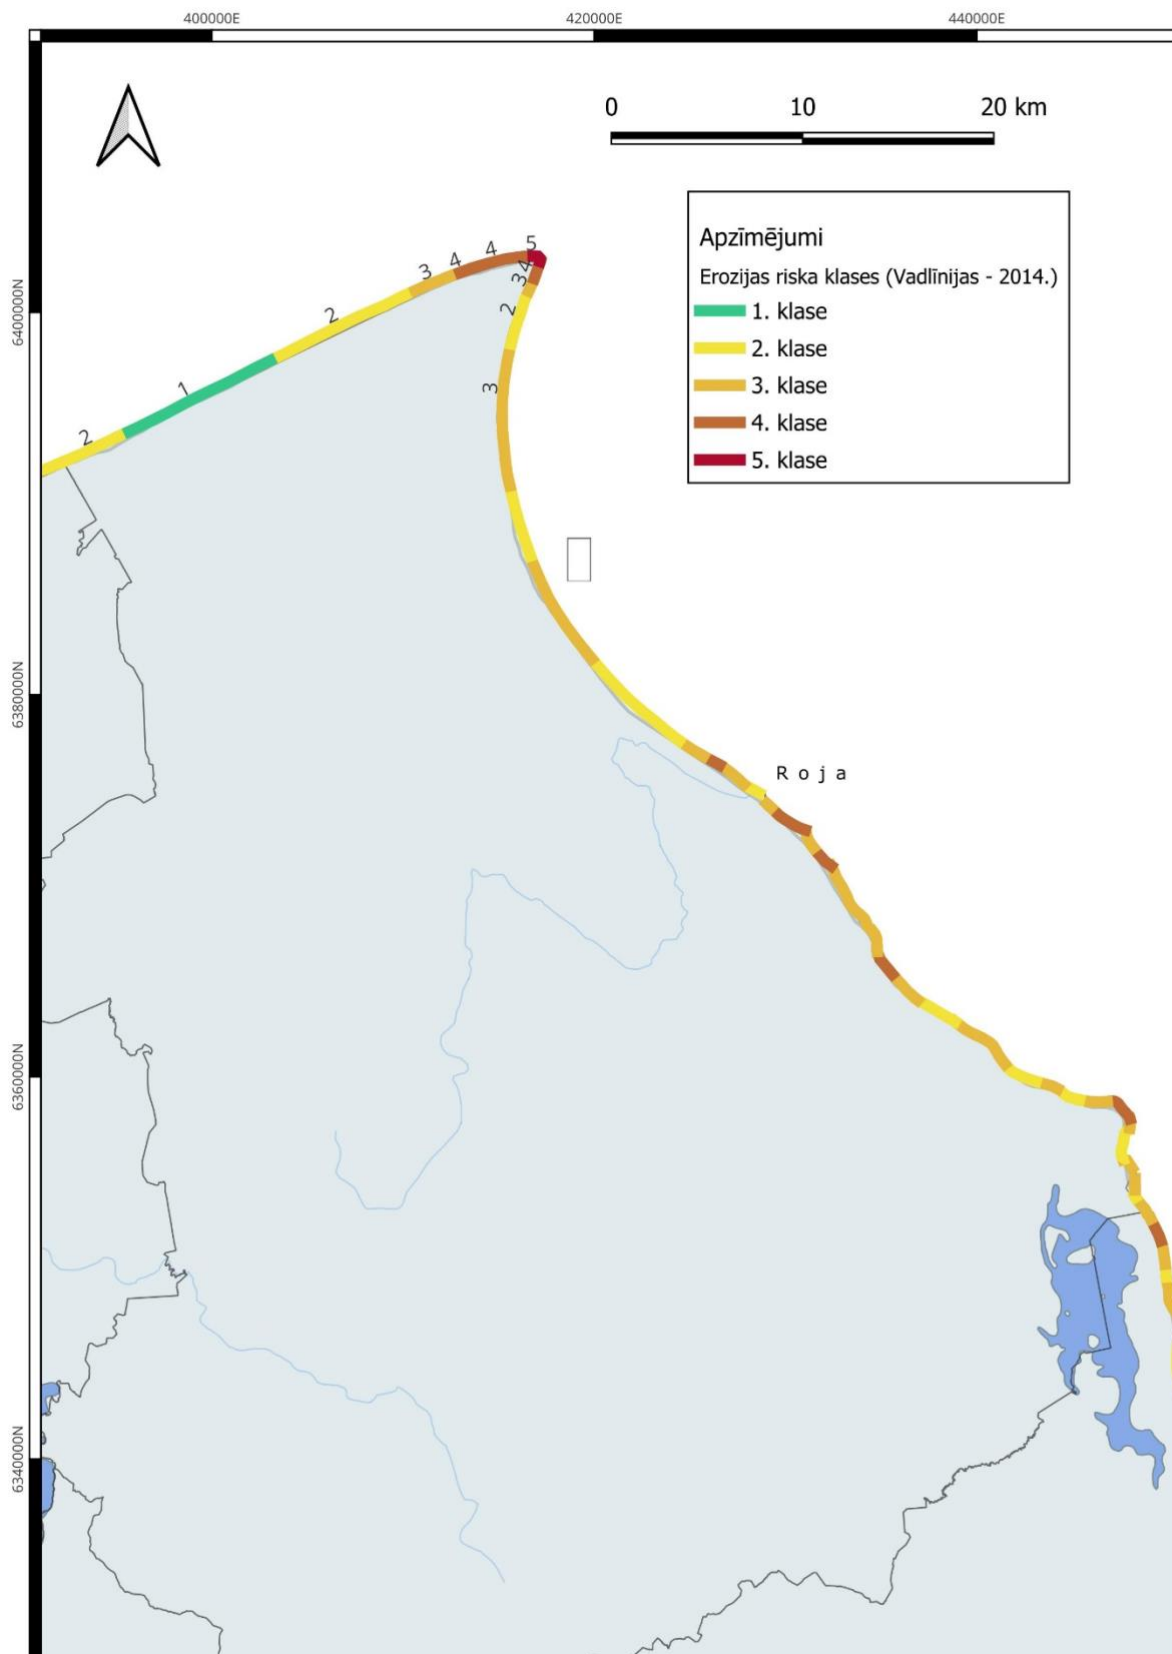 400000E 420000E 440000E
0 10 20 km
Apzīmējumi
Erozijas riska klases (Vadlīnijas - 2014.)
1. klase
2. klase
3. klase
4. klase
5. klase
5
4
4
3
4
3
2
2
6400000N
3
1
2
6380000N
Roja
6360000N
6340000N